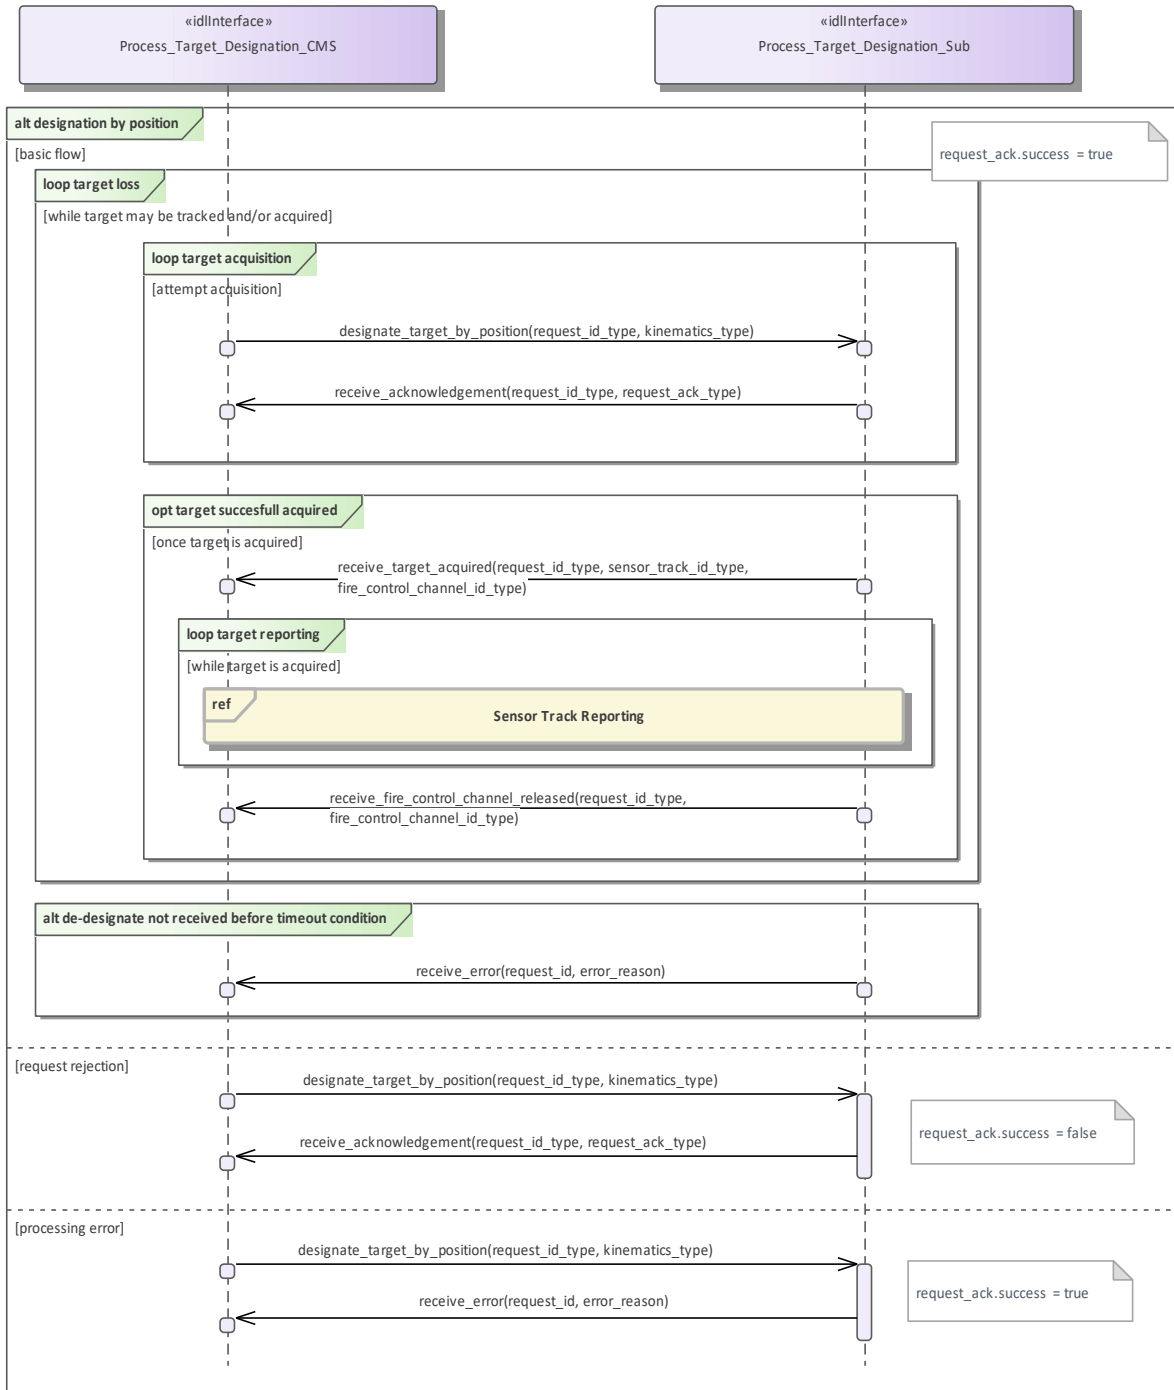 «idlInterface»
Process_Target_Designation_CMS
«idlInterface»
Process_Target_Designation_Sub
alt designation by position
[basic flow]
request_ack.success = true
loop target loss
[while target may be tracked and/or acquired]
loop target acquisition
[attempt acquisition]
designate_target_by_position(request_id_type, kinematics_type)
receive_acknowledgement(request_id_type, request_ack_type)
opt target succesfull acquired
[once target is acquired]
receive_target_acquired(request_id_type, sensor_track_id_type,
fire_control_channel_id_type)
loop target reporting
[while target is acquired]
ref
Sensor Track Reporting
receive_fire_control_channel_released(request_id_type,
fire_control_channel_id_type)
alt de-designate not received before timeout condition
receive_error(request_id, error_reason)
[request rejection]
designate_target_by_position(request_id_type, kinematics_type)
request_ack.success = false
receive_acknowledgement(request_id_type, request_ack_type)
[processing error]
designate_target_by_position(request_id_type, kinematics_type)
request_ack.success = true
receive_error(request_id, error_reason)